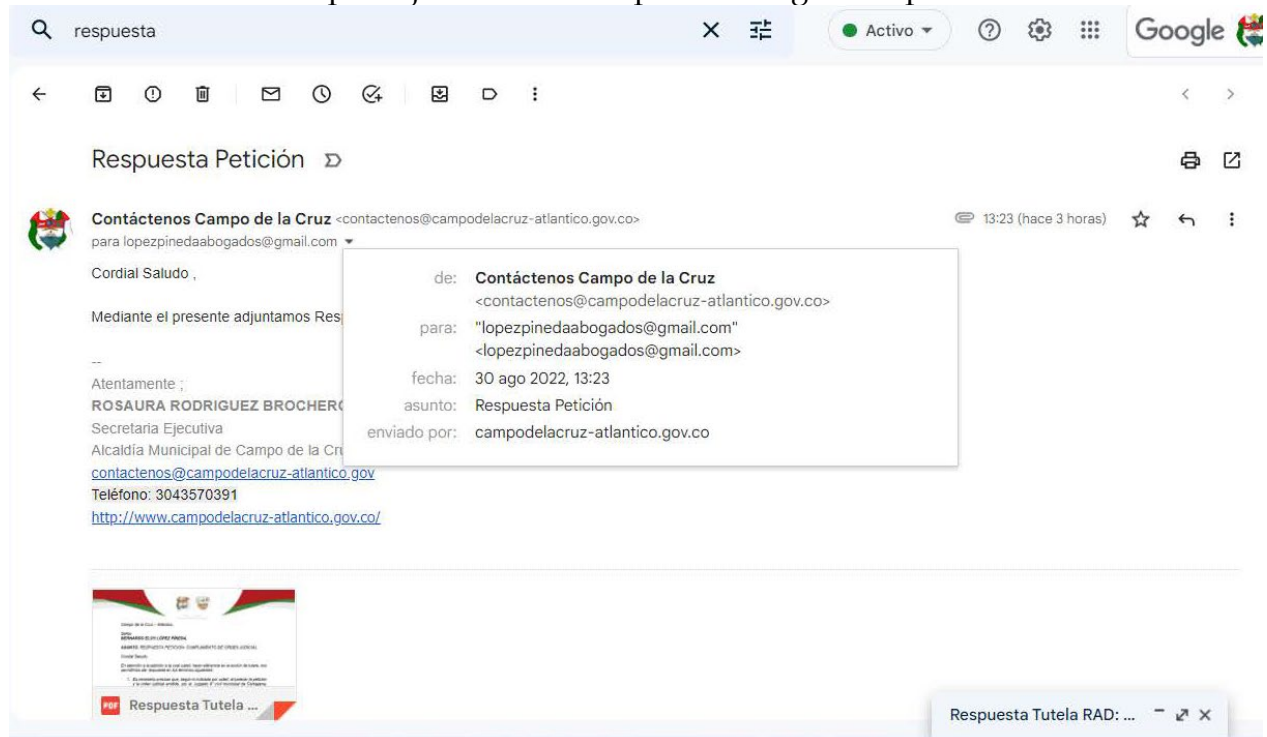 respuesta
Activo
Google
Respuesta Petición
Contáctenos Campo de la Cruz <contactenos@campodelacruz-atlantico.gov.co>
13:23 (hace 3 horas)
para lopezpinedaabogados@gmail.com
Cordial Saludo ,
de: Contáctenos Campo de la Cruz
<contactenos@campodelacruz-atlantico.gov.co>
Mediante el presente adjuntamos Res
para: "lopezpinedaabogados@gmail.com"
<lopezpinedaabogados@gmail.com>
--
fecha: 30 ago 2022, 13:23
Atentamente ;
asunto: Respuesta Petición
ROSAURA RODRIGUEZ BROCHER
Secretaria Ejecutiva
enviado por: campodelacruz-atlantico.gov.co
Alcaldía Municipal de Campo de la Cr
contactenos@campodelacruz-atlantico.gov
Teléfono: 3043570391
http://www.campodelacruz-atlantico.gov.co/
Cordial Saludo
PDF Respuesta Tutela ...
Respuesta Tutela RAD: ...